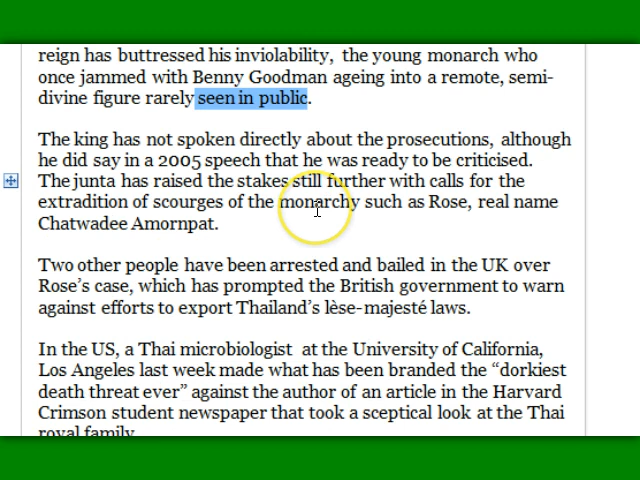 reign has buttressed his inviolability, the young monarch who
once jammed with Benny Goodman ageing into a remote, semi-
divine figure rarely seen in public.
The king has not spoken directly about the prosecutions, although
he did say in a 2005 speech that he was ready to be criticised.
The junta has raised the stakes still further with calls for the
extradition of scourges of the monarchy such as Rose, real name
Chatwadee Amornpat.
Two other people have been arrested and bailed in the UK over
Rose’s case, which has prompted the British government to warn
against efforts to export Thailand’s lèse-majesté laws.
In the US, a Thai microbiologist at the University of California,
Los Angeles last week made what has been branded the “dorkiest
death threat ever” against the author of an article in the Harvard
Crimson student newspaper that took a sceptical look at the Thai
royal family.